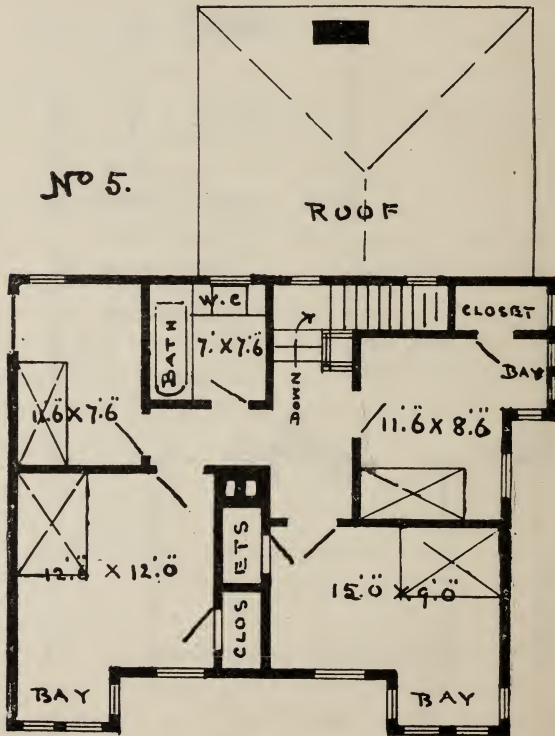 Nº 5.
ROOF
W.C
BATH
7' X 7'.6"
DOWN
CLOSET
BAY
X 7'.6"
11'.6" X 8'.6"
X 12'.0"
CLOS ETS
15'.0" X 9'.0"
BAY
BAY